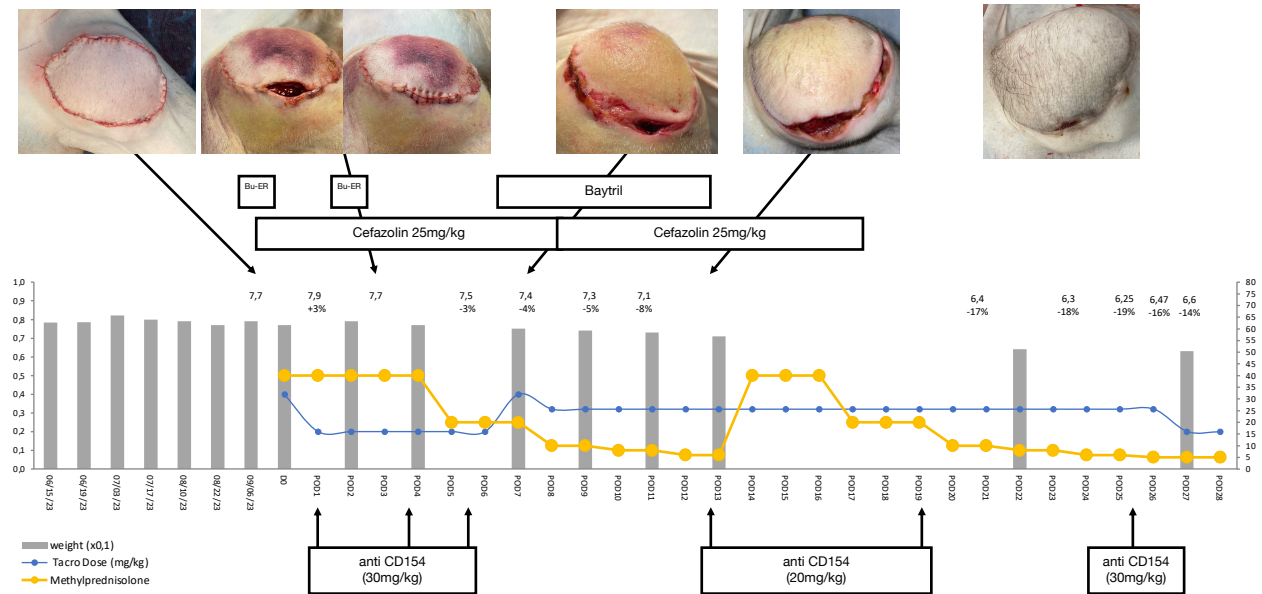 Bu-ER
Bu-ER
Baytril
Cefazolin 25mg/kg
Cefazolin 25mg/kg
7,7
7,9
+3%
7,7
7,5
-3%
7,4
-4%
7,3
-5%
7,1
-8%
6,4
-17%
6,3
-18%
6,25
-19%
6,47
-16%
6,6
-14%
1,0
0,9
0,8
0,7
0,6
0,5
0,4
0,3
0,2
0,1
0,0
80
75
70
65
60
55
50
45
40
35
30
25
20
15
10
5
0
06/15/23
06/19/23
07/03/23
07/17/23
08/10/23
08/22/23
09/06/23
D0
POD1
POD2
POD3
POD4
POD5
POD6
POD7
POD8
POD9
POD10
POD11
POD12
POD13
POD14
POD15
POD16
POD17
POD18
POD19
POD20
POD21
POD22
POD23
POD24
POD25
POD26
POD27
POD28
weight (x0,1)
Tacro Dose (mg/kg)
Methylprednisolone
anti CD154
(30mg/kg)
anti CD154
(20mg/kg)
anti CD154
(30mg/kg)